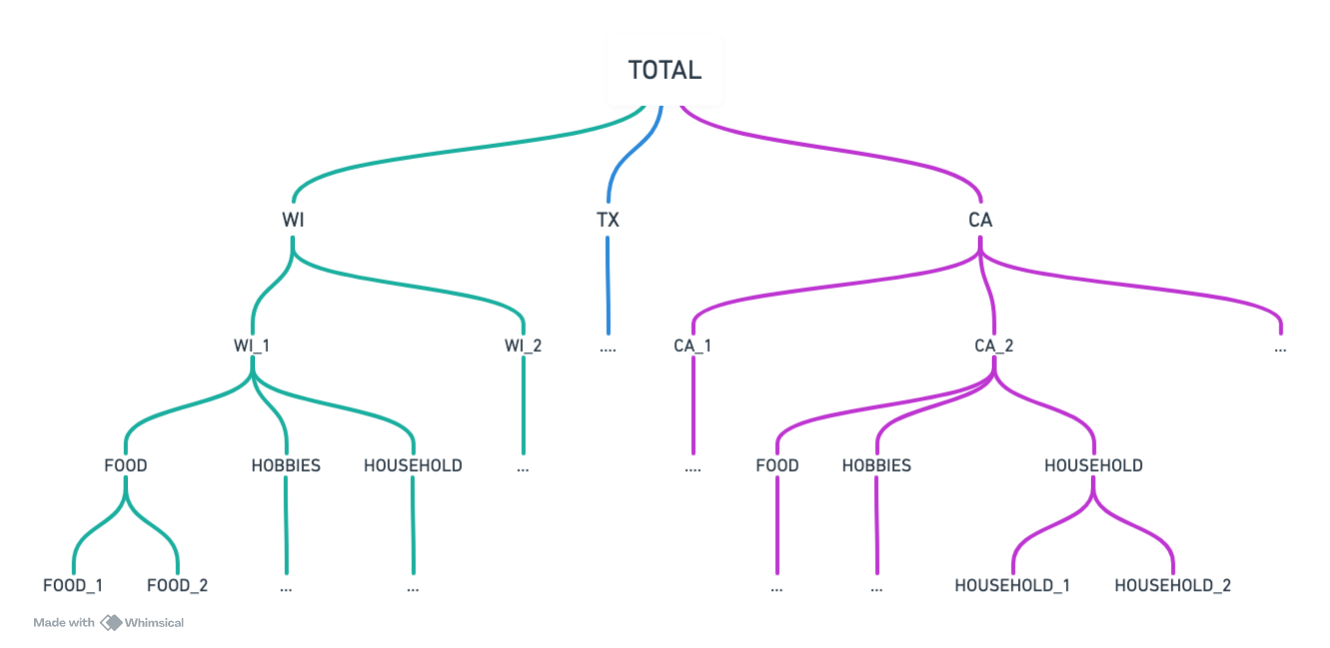 TOTAL
WI
TX
CA
WI_1
WI_2
....
CA_1
CA_2
...
FOOD
HOBBIES
HOUSEHOLD
...
....
FOOD
HOBBIES
HOUSEHOLD
FOOD_1
FOOD_2
...
...
...
...
HOUSEHOLD_1
HOUSEHOLD_2
Made with Whimsical